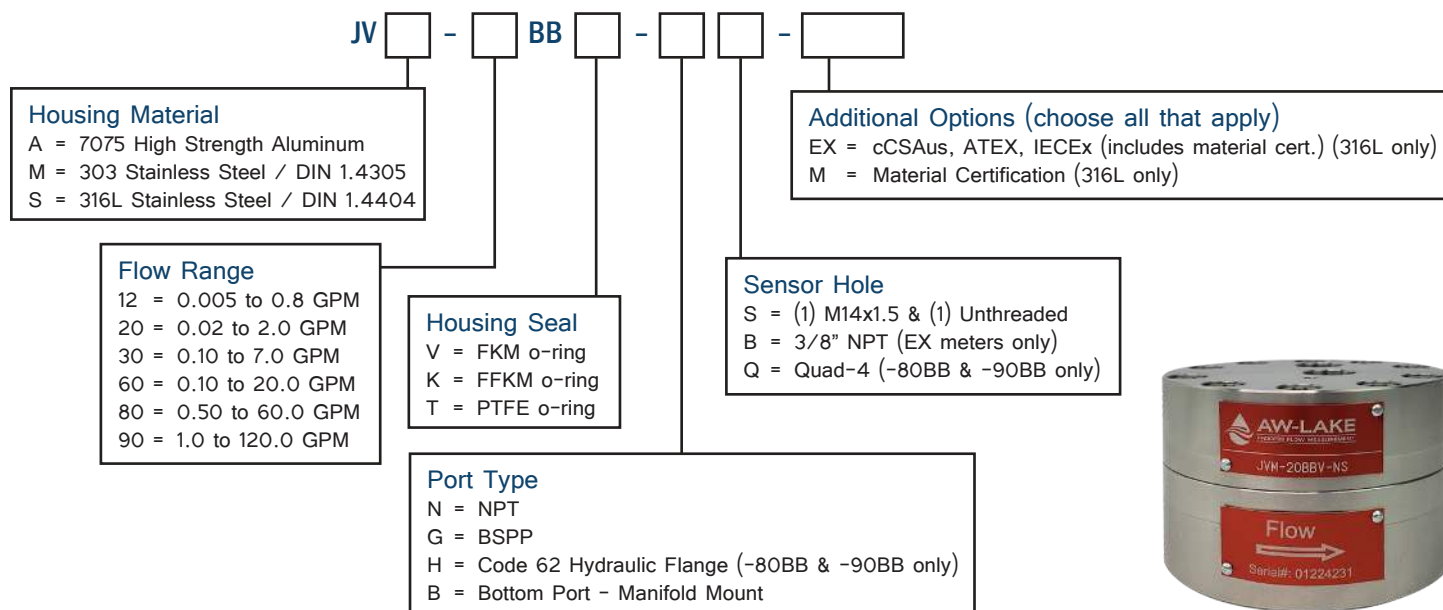 JV - BB - -
Housing Material
A = 7075 High Strength Aluminum
M = 303 Stainless Steel / DIN 1.4305
S = 316L Stainless Steel / DIN 1.4404
Additional Options (choose all that apply)
EX = cCSAus, ATEX, IECEx (includes material cert.) (316L only)
M = Material Certification (316L only)
Flow Range
12 = 0.005 to 0.8 GPM
20 = 0.02 to 2.0 GPM
30 = 0.10 to 7.0 GPM
60 = 0.10 to 20.0 GPM
80 = 0.50 to 60.0 GPM
90 = 1.0 to 120.0 GPM
Housing Seal
V = FKM o-ring
K = FFKM o-ring
T = PTFE o-ring
Sensor Hole
S = (1) M14x1.5 & (1) Unthreaded
B = 3/8" NPT (EX meters only)
Q = Quad-4 (-80BB & -90BB only)
Port Type
N = NPT
G = BSPP
H = Code 62 Hydraulic Flange (-80BB & -90BB only)
B = Bottom Port - Manifold Mount
AW-LAKE
PROCESS FLOW MEASUREMENT
JVM-20BBV-NS
Flow
Serial#: 01224231